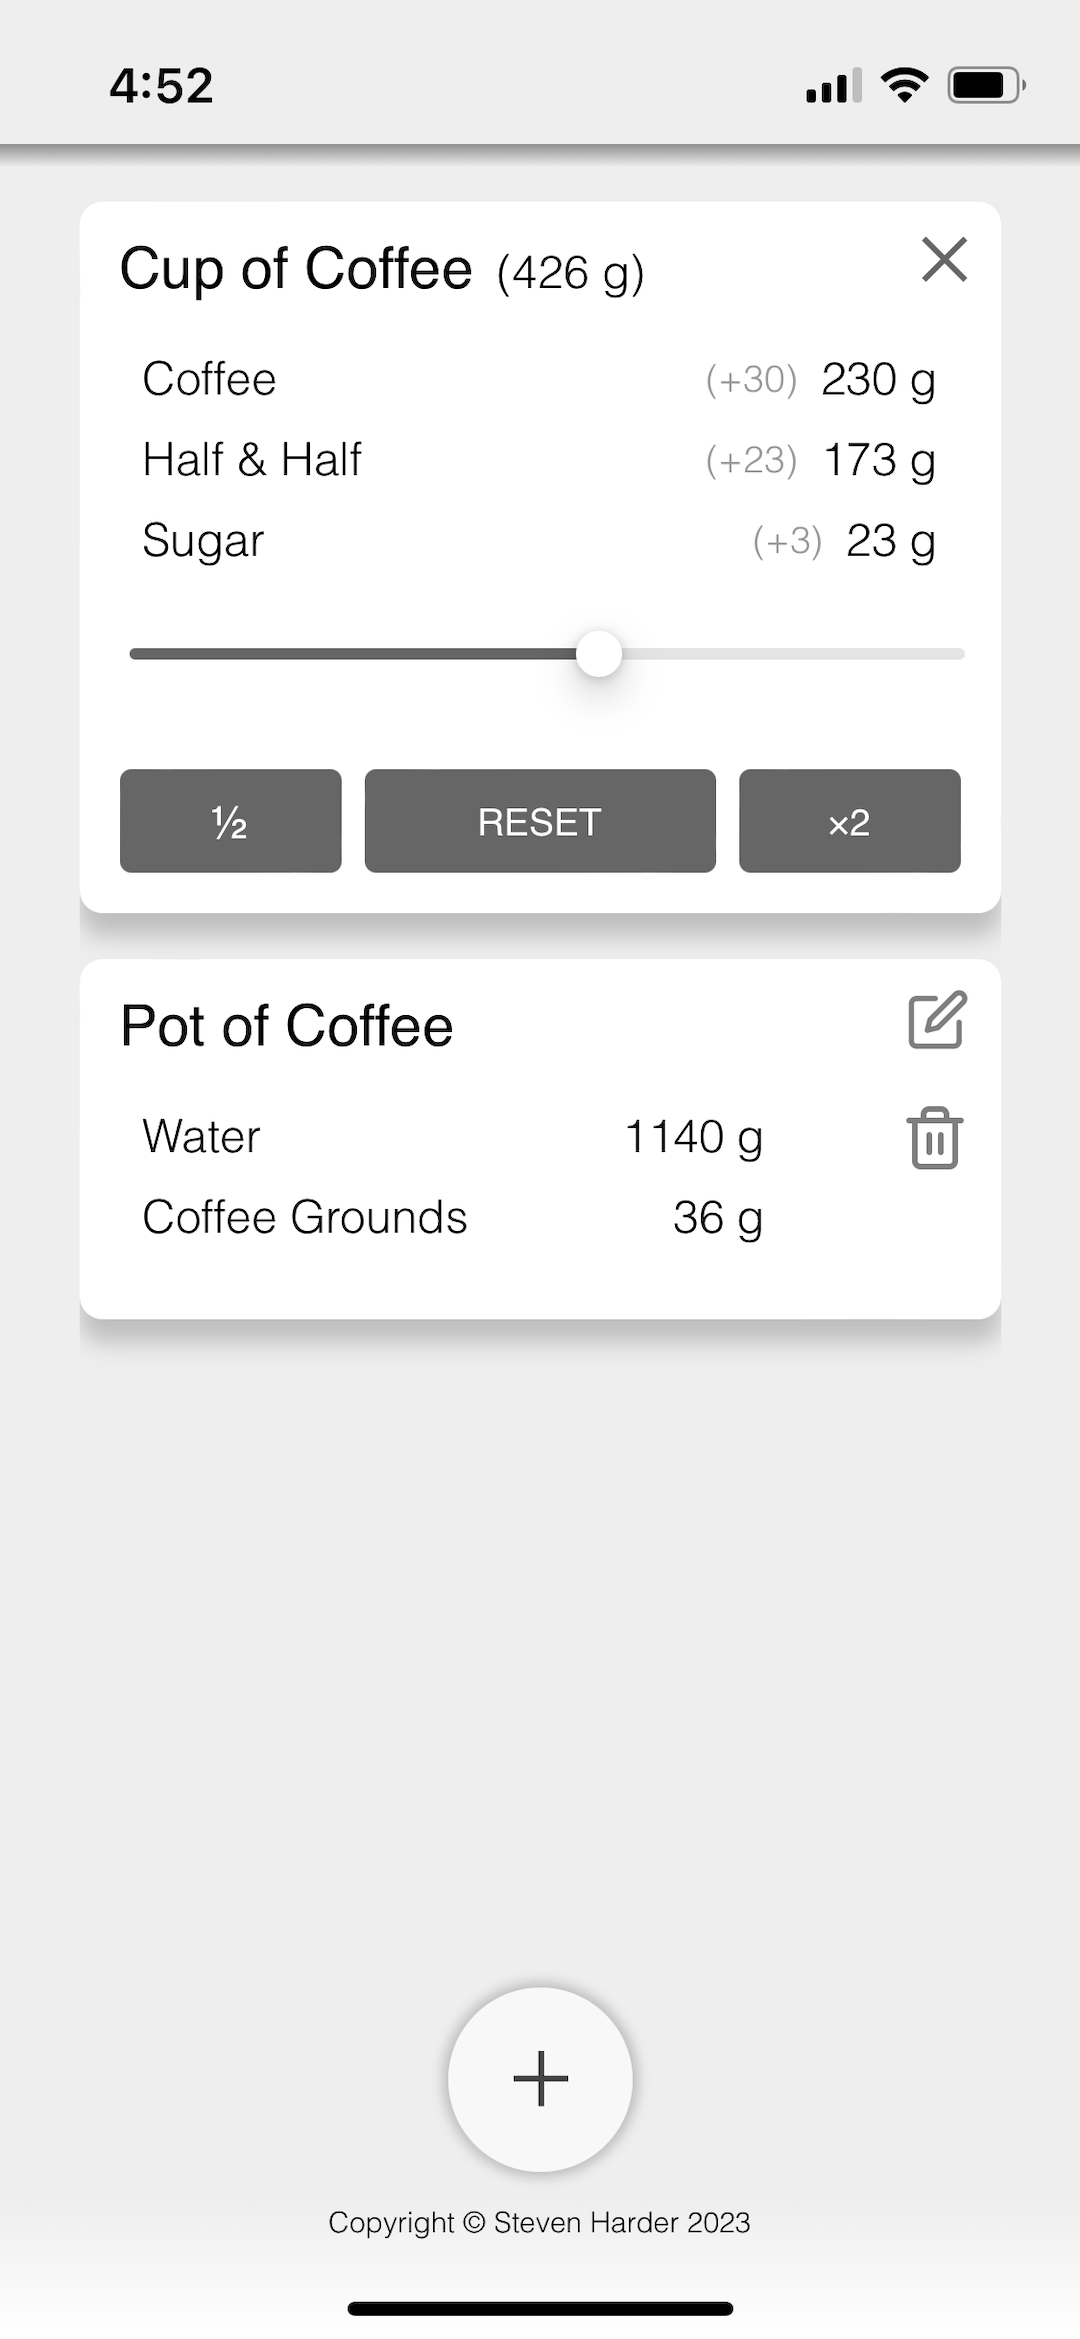 4:52
Cup of Coffee (426 g)
Coffee (+30) 230 g
Half & Half (+23) 173 g
Sugar (+3) 23 g
½ RESET ×2
Pot of Coffee
Water 1140 g
Coffee Grounds 36 g
Copyright © Steven Harder 2023